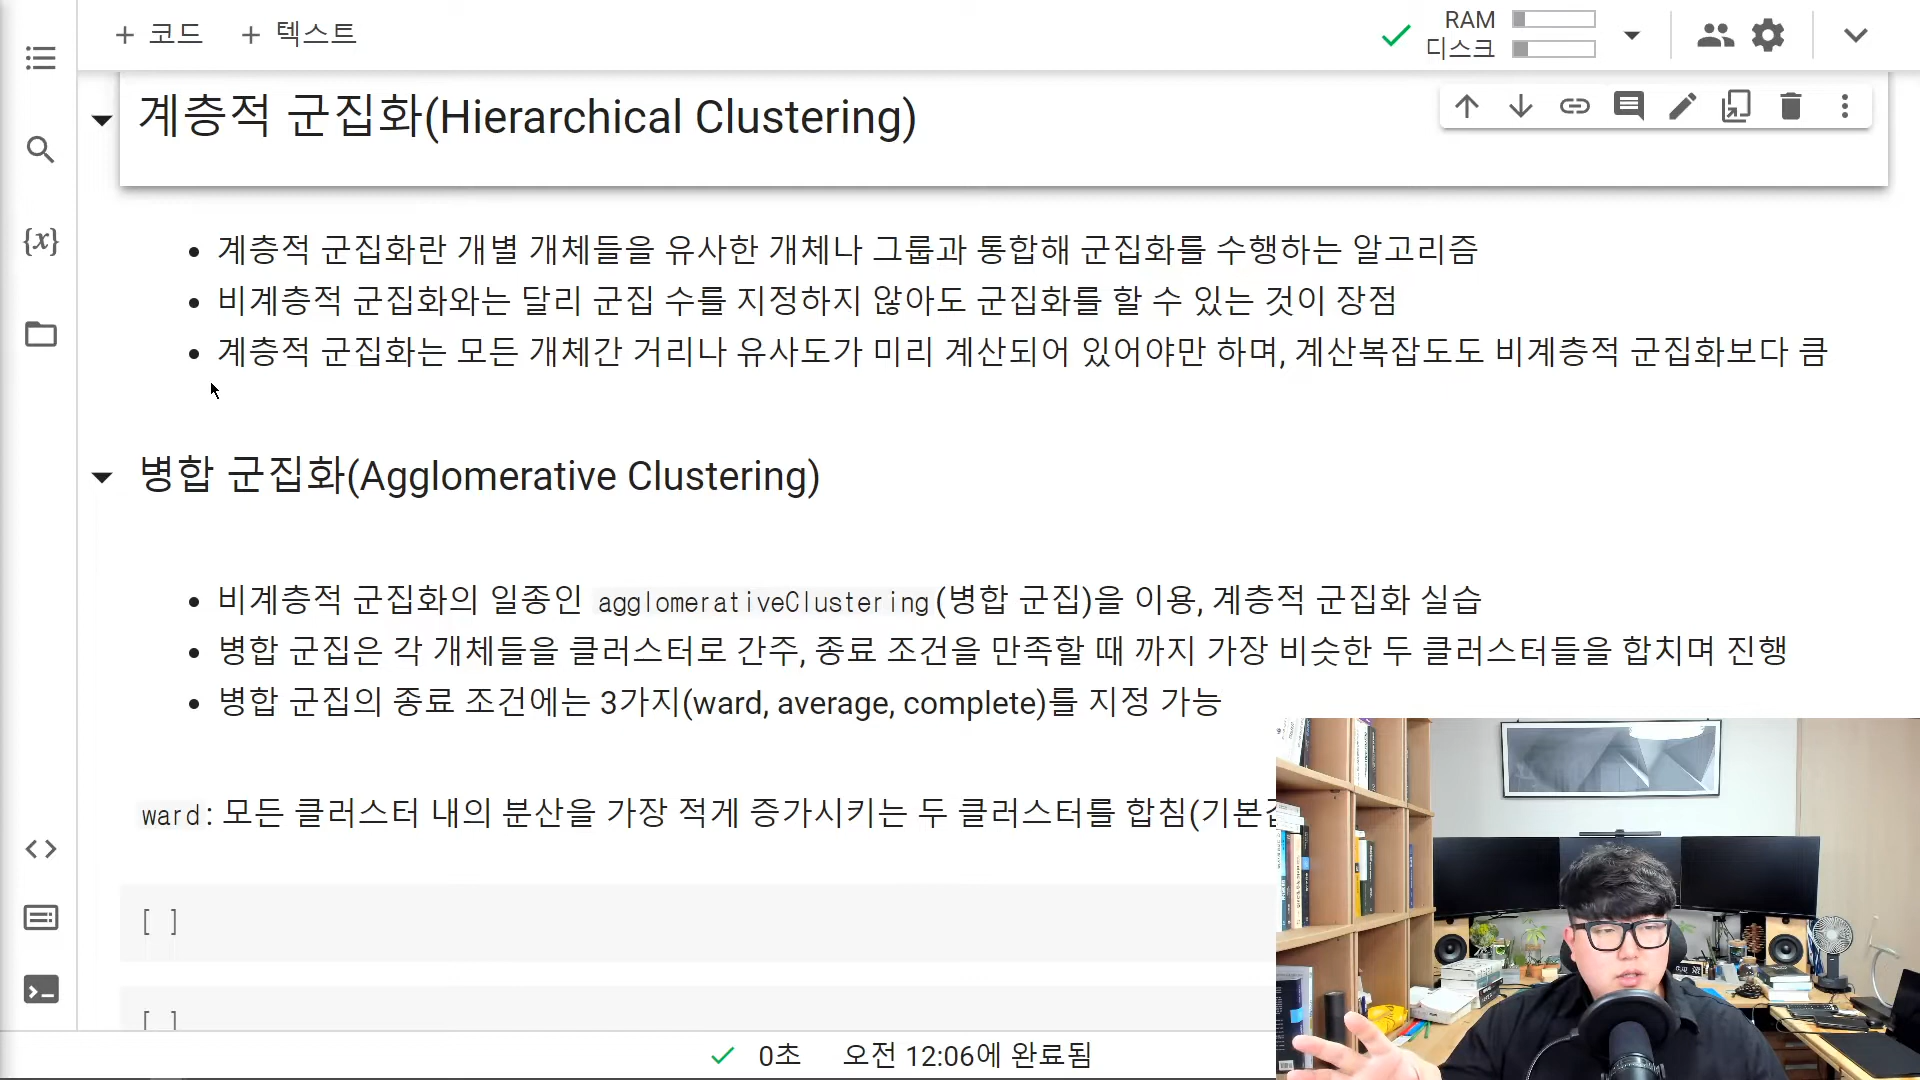 + 코드 + 텍스트
RAM
디스크
계층적 군집화(Hierarchical Clustering)
{x}
• 계층적 군집화란 개별 개체들을 유사한 개체나 그룹과 통합해 군집화를 수행하는 알고리즘
• 비계층적 군집화와는 달리 군집 수를 지정하지 않아도 군집화를 할 수 있는 것이 장점
• 계층적 군집화는 모든 개체간 거리나 유사도가 미리 계산되어 있어야만 하며, 계산복잡도도 비계층적 군집화보다 큼
병합 군집화(Agglomerative Clustering)
• 비계층적 군집화의 일종인 agglomerativeClustering(병합 군집)을 이용, 계층적 군집화 실습
• 병합 군집은 각 개체들을 클러스터로 간주, 종료 조건을 만족할 때 까지 가장 비슷한 두 클러스터들을 합치며 진행
• 병합 군집의 종료 조건에는 3가지(ward, average, complete)를 지정 가능
ward: 모든 클러스터 내의 분산을 가장 적게 증가시키는 두 클러스터를 합침(기본
[ ]
[ ]
0초 오전 12:06에 완료됨